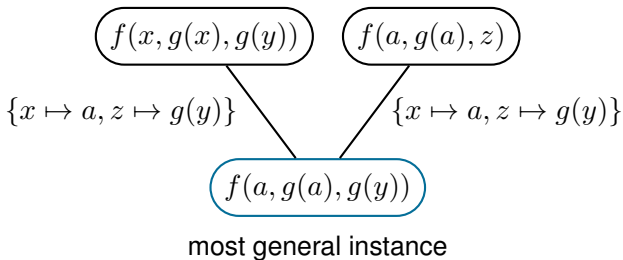 f(x, g(x), g(y))
f(a, g(a), z)
{x ↦ a, z ↦ g(y)}
{x ↦ a, z ↦ g(y)}
f(a, g(a), g(y))
most general instance